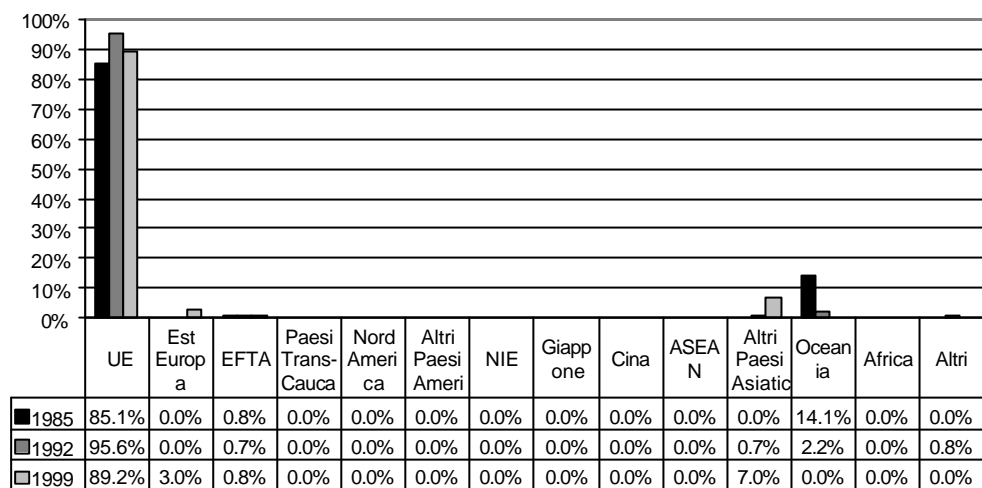 100%
90%
80%
70%
60%
50%
40%
30%
20%
10%
0%
UE
Est
Europ
a
EFTA
Paesi
Trans-
Cauca
Nord
Ameri
ca
Altri
Paesi
Ameri
NIE
Giapp
one
Cina
ASEA
N
Altri
Paesi
Asiatic
Ocean
ia
Africa
Altri
1985 85.1% 0.0% 0.8% 0.0% 0.0% 0.0% 0.0% 0.0% 0.0% 0.0% 0.0% 14.1% 0.0% 0.0%
1992 95.6% 0.0% 0.7% 0.0% 0.0% 0.0% 0.0% 0.0% 0.0% 0.0% 0.7% 2.2% 0.0% 0.8%
1999 89.2% 3.0% 0.8% 0.0% 0.0% 0.0% 0.0% 0.0% 0.0% 0.0% 7.0% 0.0% 0.0% 0.0%